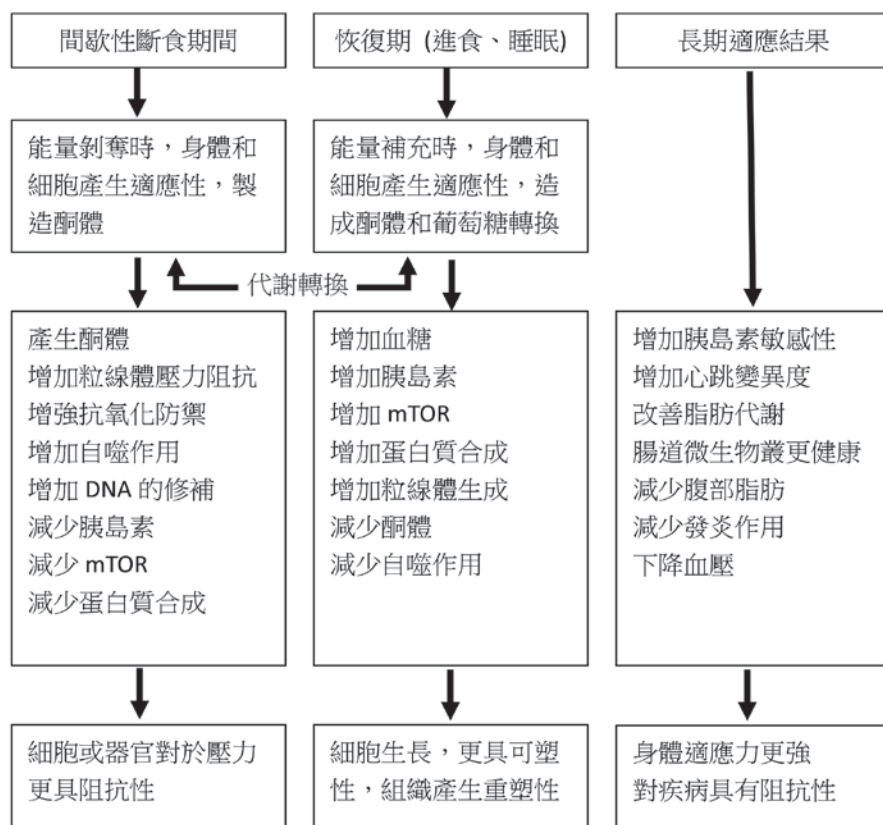 間歇性斷食期間
恢復期 (進食、睡眠)
長期適應結果
能量剝奪時，身體和
細胞產生適應性，製
造酮體
能量補充時，身體和
細胞產生適應性，造
成酮體和葡萄糖轉換
代謝轉換
產生酮體
增加粒線體壓力阻抗
增強抗氧化防禦
增加自噬作用
增加 DNA 的修補
減少胰島素
減少 mTOR
減少蛋白質合成
增加血糖
增加胰島素
增加 mTOR
增加蛋白質合成
增加粒線體生成
減少酮體
減少自噬作用
增加胰島素敏感性
增加心跳變異度
改善脂肪代謝
腸道微生物叢更健康
減少腹部脂肪
減少發炎作用
下降血壓
細胞或器官對於壓力
更具阻抗性
細胞生長，更具可塑
性，組織產生重塑性
身體適應力更強
對疾病具有阻抗性